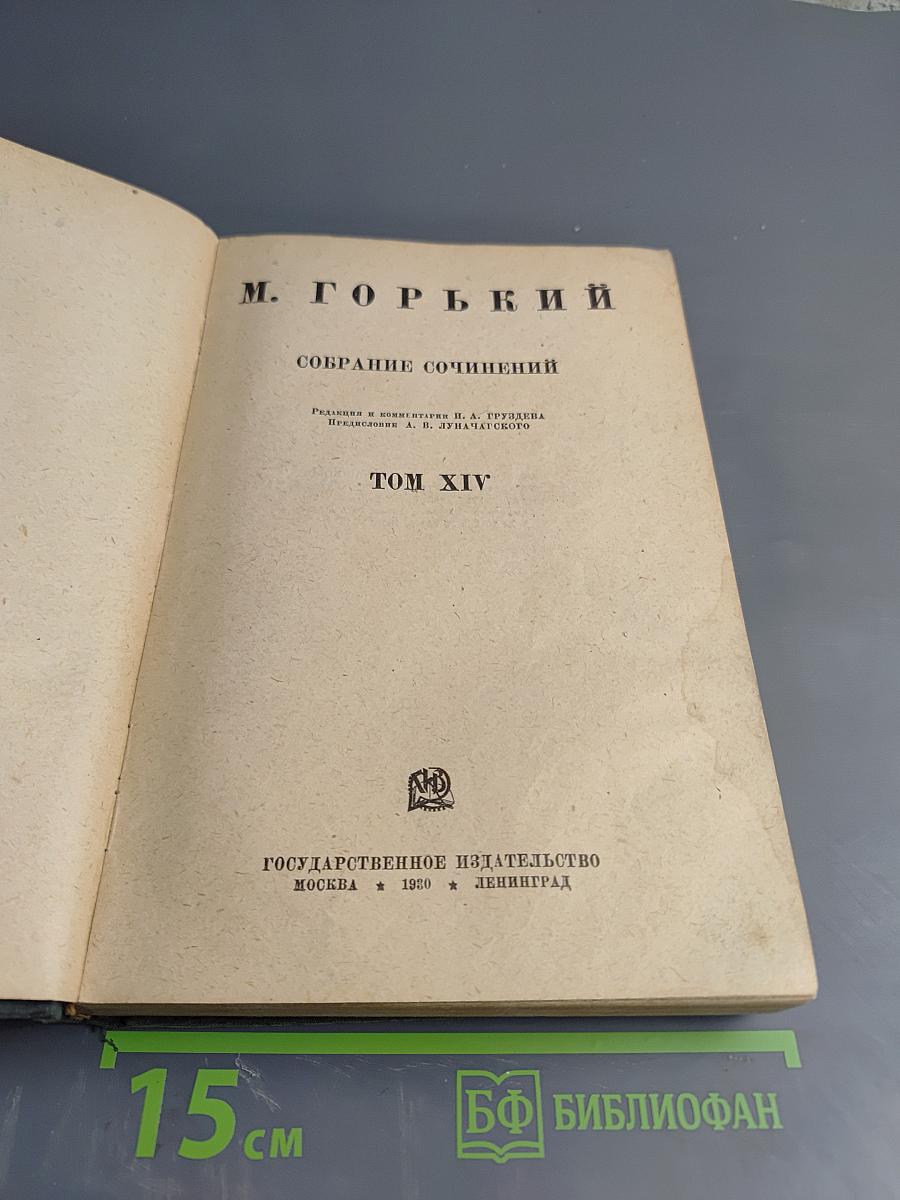 М. ГОРЬКИЙ
СОБРАНИЕ СОЧИНЕНИЙ
Редакция и комментарии И. А. ГРУЗДЕВА
Предисловие А. В. ЛУНАЧАРСКОГО
ТОМ XIV
ГОСУДАРСТВЕННОЕ ИЗДАТЕЛЬСТВО
МОСКВА ★ 1930 ★ ЛЕНИНГРАД
15 см
БФ БИБЛИОФАН